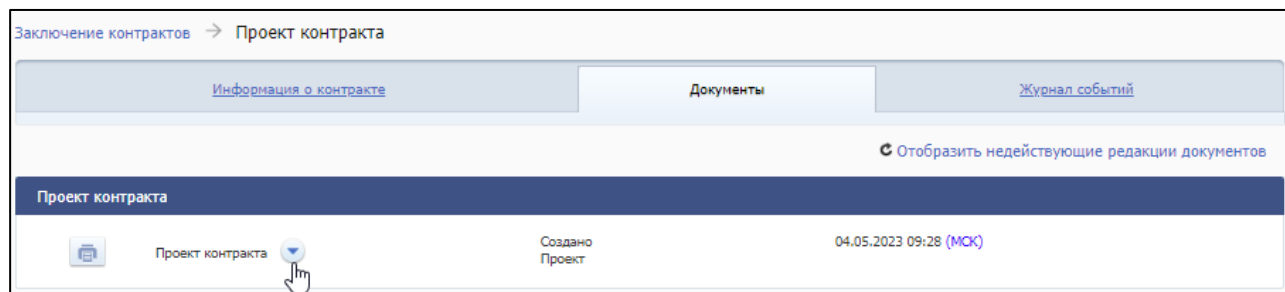 Заключение контрактов → Проект контракта
Информация о контракте Документы Журнал событий
Отобразить недействующие редакции документов
Проект контракта
Проект контракта Создано 04.05.2023 09:28 (МСК)
Проект